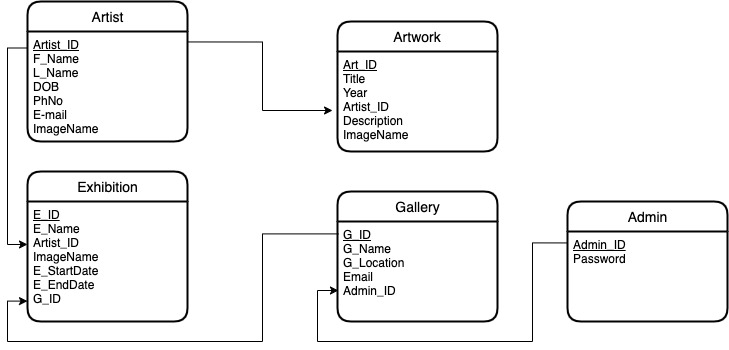 Artist
Artist_ID
F_Name
L_Name
DOB
PhNo
E-mail
ImageName
Artwork
Art_ID
Title
Year
Artist_ID
Description
ImageName
Exhibition
E_ID
E_Name
Artist_ID
ImageName
E_StartDate
E_EndDate
G_ID
Gallery
G_ID
G_Name
G_Location
Email
Admin_ID
Admin
Admin_ID
Password